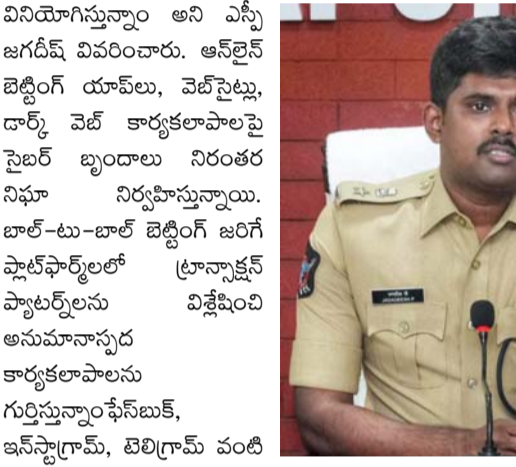 వినియోగిస్తున్నాం అని ఎస్పీ
జగదీష్ వివరించారు. ఆన్‌లైన్
బెట్టింగ్ యాప్‌లు, వెబ్‌సైట్లు,
డార్క్ వెబ్ కార్యకలాపాలపై
సైబర్ బృందాలు నిరంతర
నిఘా నిర్వహిస్తున్నాయి.
బాల్-టు-బాల్ బెట్టింగ్ జరిగే
ప్లాట్‌ఫార్మ్‌లలో ట్రాన్సాక్షన్
ప్యాటర్న్‌లను విశ్లేషించి
అనుమానాస్పద
కార్యకలాపాలను
గుర్తిస్తున్నాంఫేస్‌బుక్,
ఇన్‌స్టాగ్రామ్, టెలిగ్రామ్ వంటి
JAGADEESH P